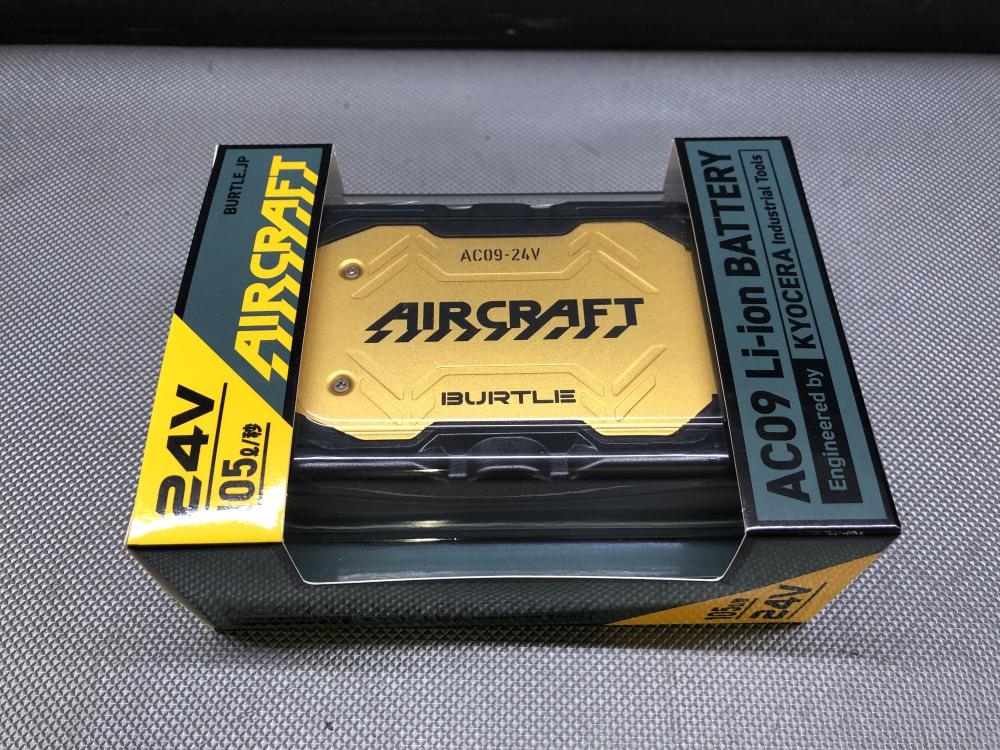 BURTLE.JP
AIRCRAFT
24V
105ℓ/秒
AC09-24V
AIRCRAFT
BURTLE
AC09 Li-ion BATTERY
Engineered by KYOCERA Industrial Tools
105ℓ/秒
24V